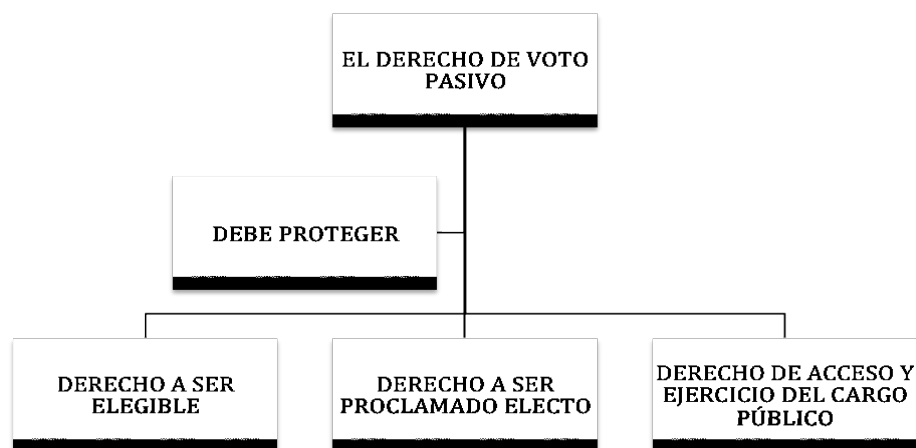 EL DERECHO DE VOTO
PASIVO
DEBE PROTEGER
DERECHO A SER
ELEGIBLE
DERECHO A SER
PROCLAMADO ELECTO
DERECHO DE ACCESO Y
EJERCICIO DEL CARGO
PÚBLICO